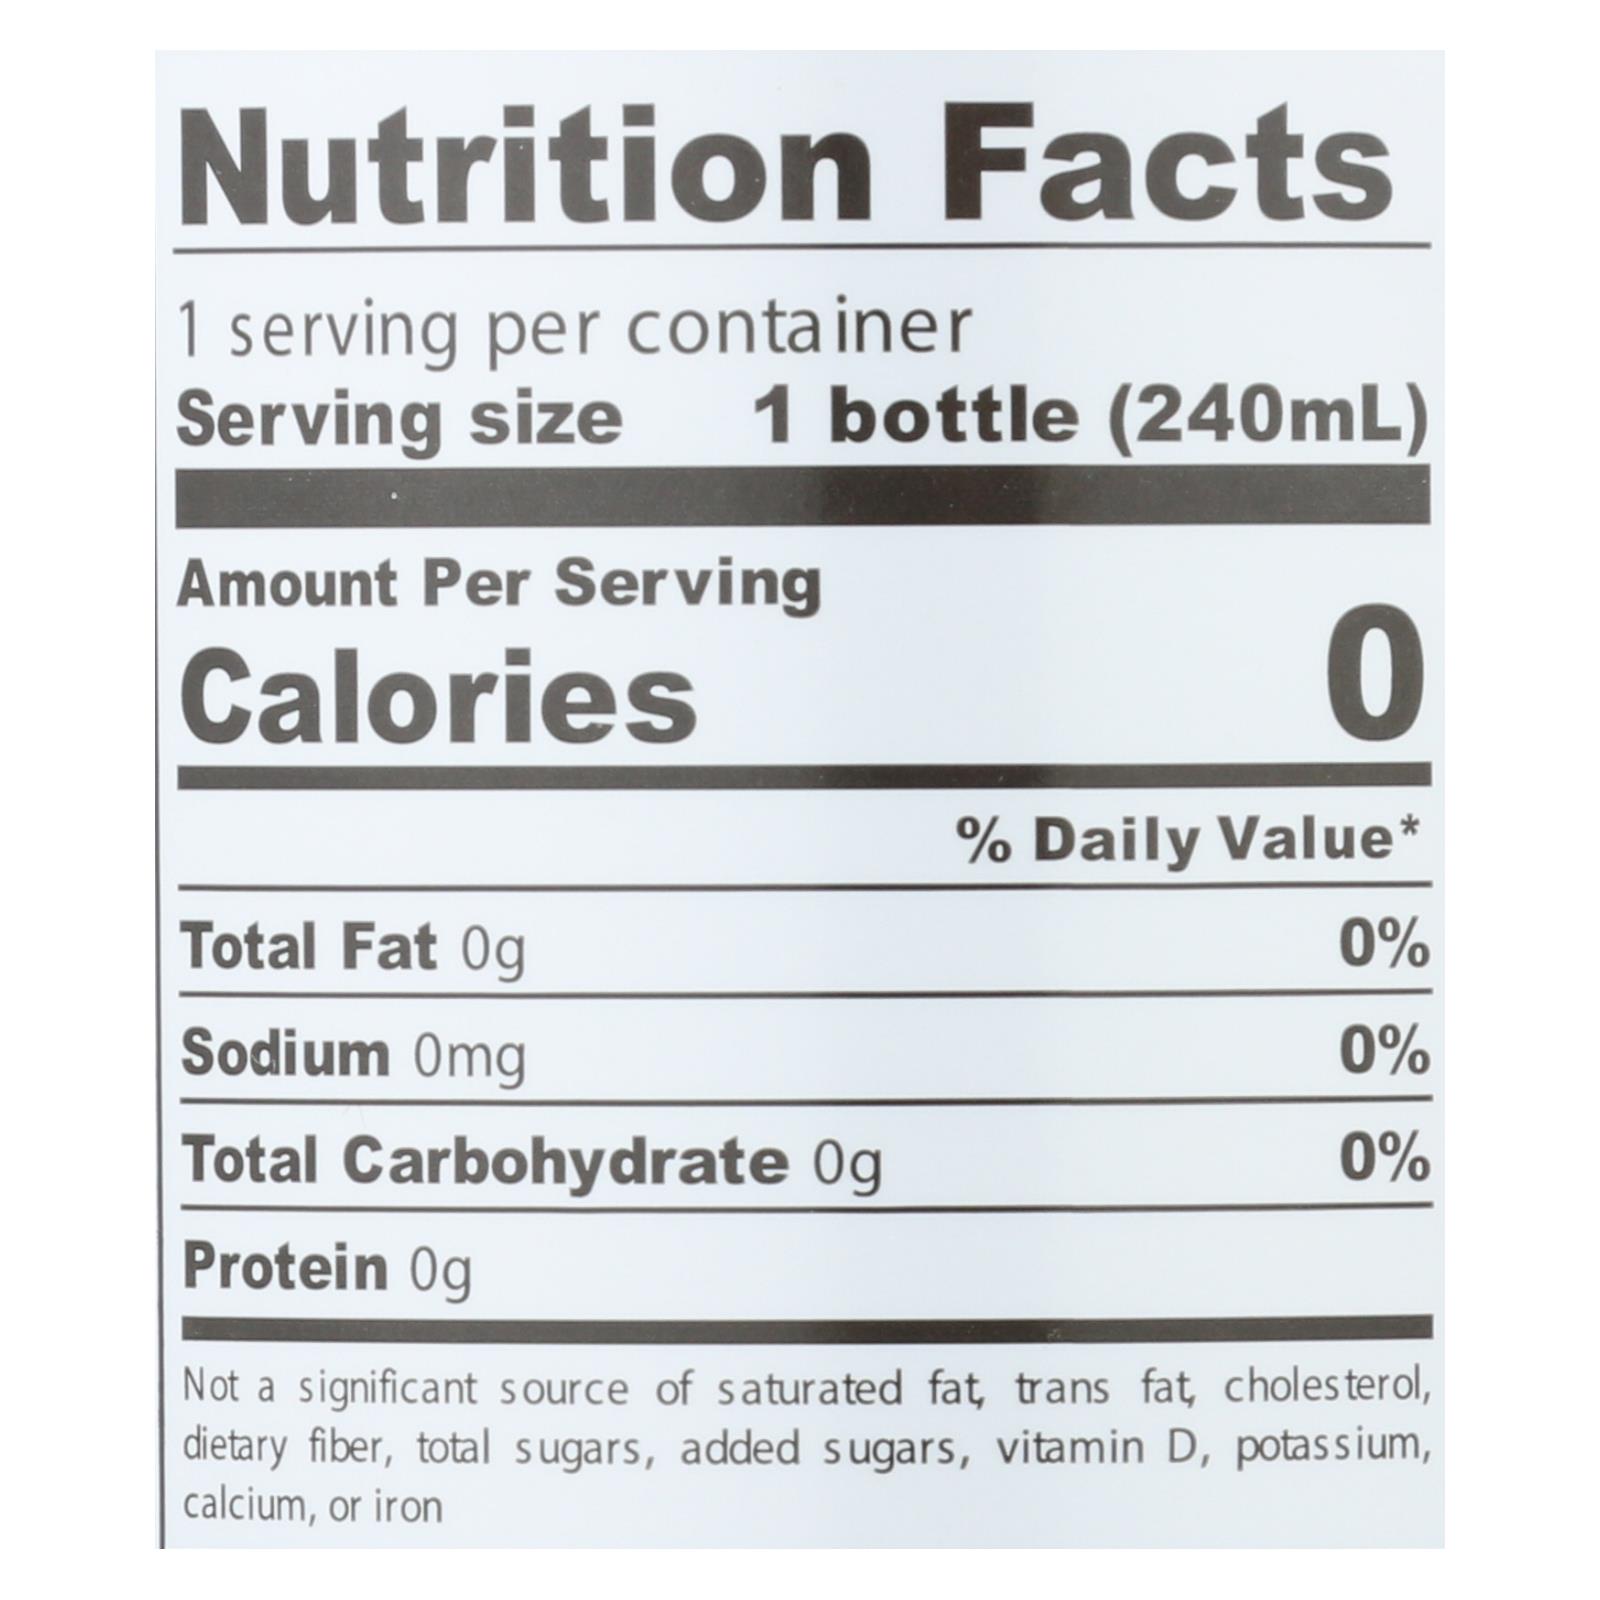 Nutrition Facts
1 serving per container
Serving size 1 bottle (240mL)
Amount Per Serving
Calories 0
% Daily Value*
Total Fat 0g 0%
Sodium 0mg 0%
Total Carbohydrate 0g 0%
Protein 0g
Not a significant source of saturated fat, trans fat, cholesterol,
dietary fiber, total sugars, added sugars, vitamin D, potassium,
calcium, or iron